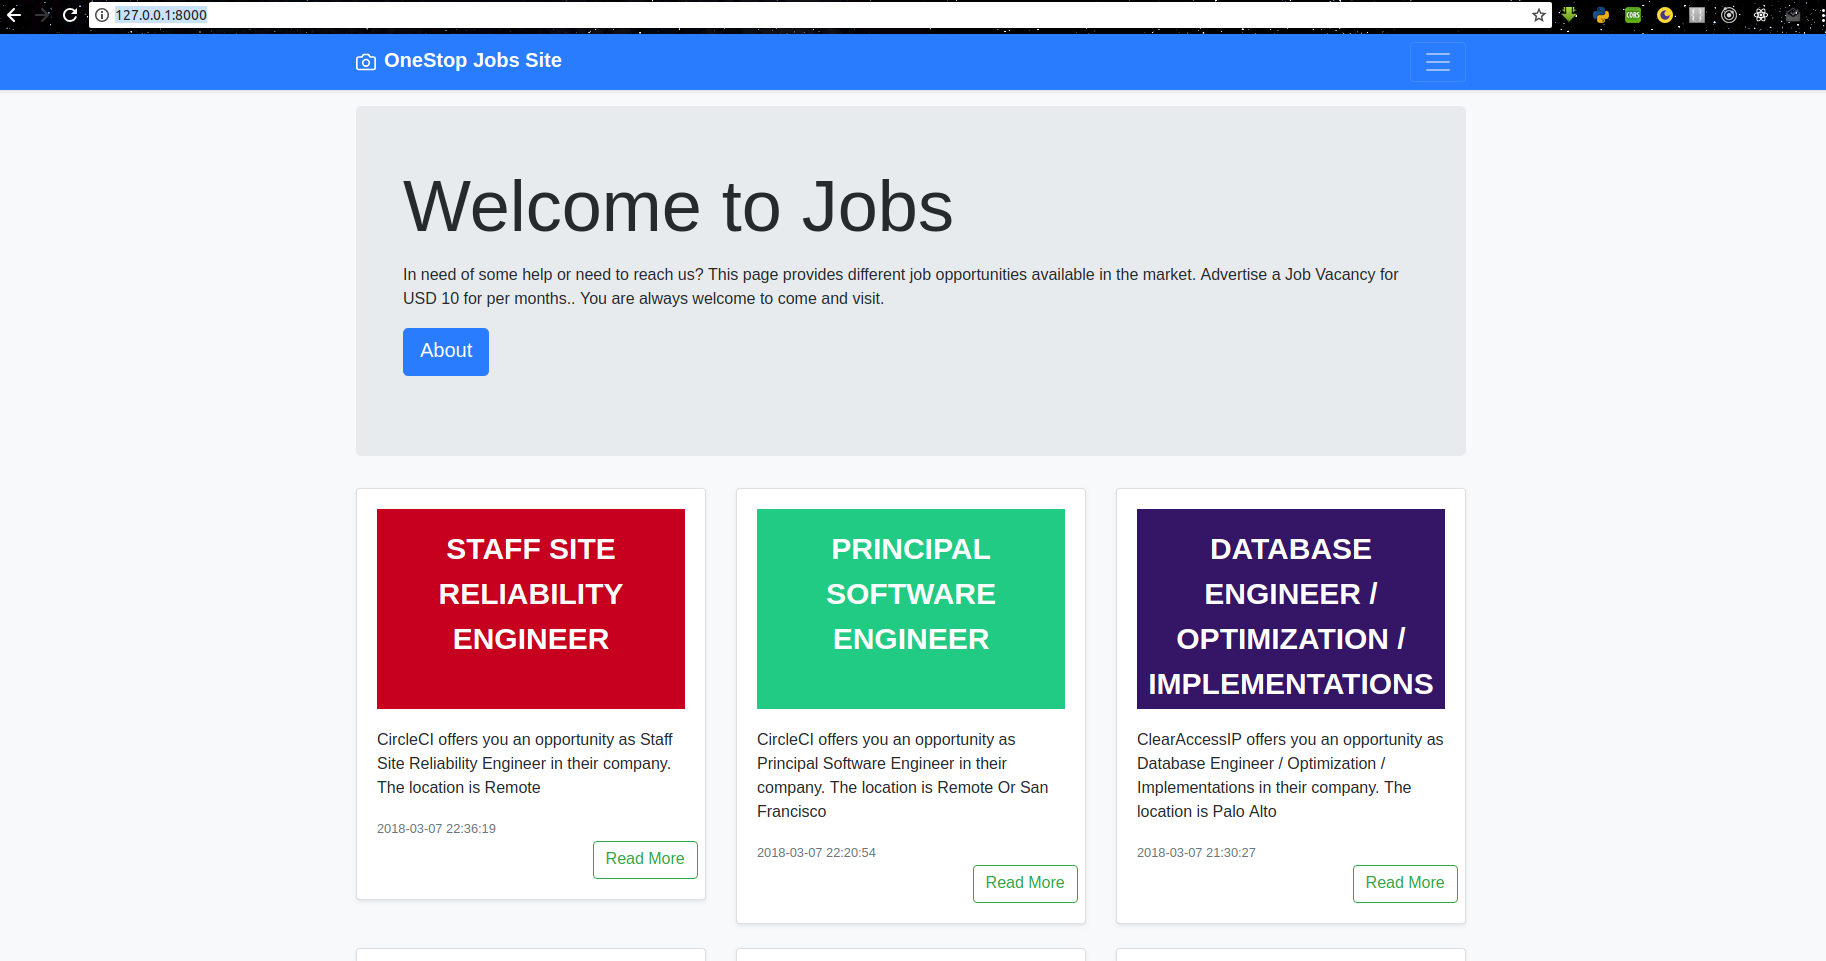 127.0.0.1:8000
CORS
OneStop Jobs Site
Welcome to Jobs
In need of some help or need to reach us? This page provides different job opportunities available in the market. Advertise a Job Vacancy for
USD 10 for per months.. You are always welcome to come and visit.
About
STAFF SITE
RELIABILITY
ENGINEER
CircleCI offers you an opportunity as Staff
Site Reliability Engineer in their company.
The location is Remote
2018-03-07 22:36:19
Read More
PRINCIPAL
SOFTWARE
ENGINEER
CircleCI offers you an opportunity as
Principal Software Engineer in their
company. The location is Remote Or San
Francisco
2018-03-07 22:20:54
Read More
DATABASE
ENGINEER /
OPTIMIZATION /
IMPLEMENTATIONS
ClearAccessIP offers you an opportunity as
Database Engineer / Optimization /
Implementations in their company. The
location is Palo Alto
2018-03-07 21:30:27
Read More